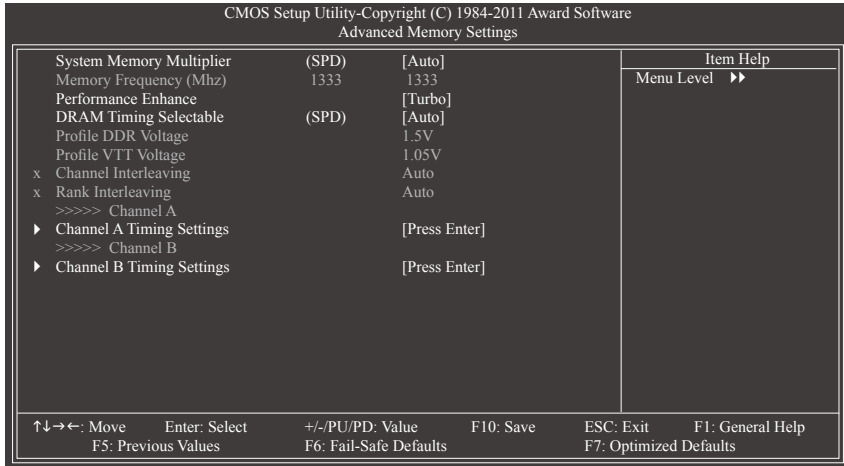 CMOS Setup Utility-Copyright (C) 1984-2011 Award Software
Advanced Memory Settings
System Memory Multiplier (SPD) [Auto]
Memory Frequency (Mhz) 1333 1333
Performance Enhance [Turbo]
DRAM Timing Selectable (SPD) [Auto]
Profile DDR Voltage 1.5V
Profile VTT Voltage 1.05V
x Channel Interleaving Auto
x Rank Interleaving Auto
>>>>> Channel A
Channel A Timing Settings [Press Enter]
>>>>> Channel B
Channel B Timing Settings [Press Enter]
Item Help
Menu Level
↑↓→←: Move Enter: Select +/-/PU/PD: Value F10: Save ESC: Exit F1: General Help
F5: Previous Values F6: Fail-Safe Defaults F7: Optimized Defaults